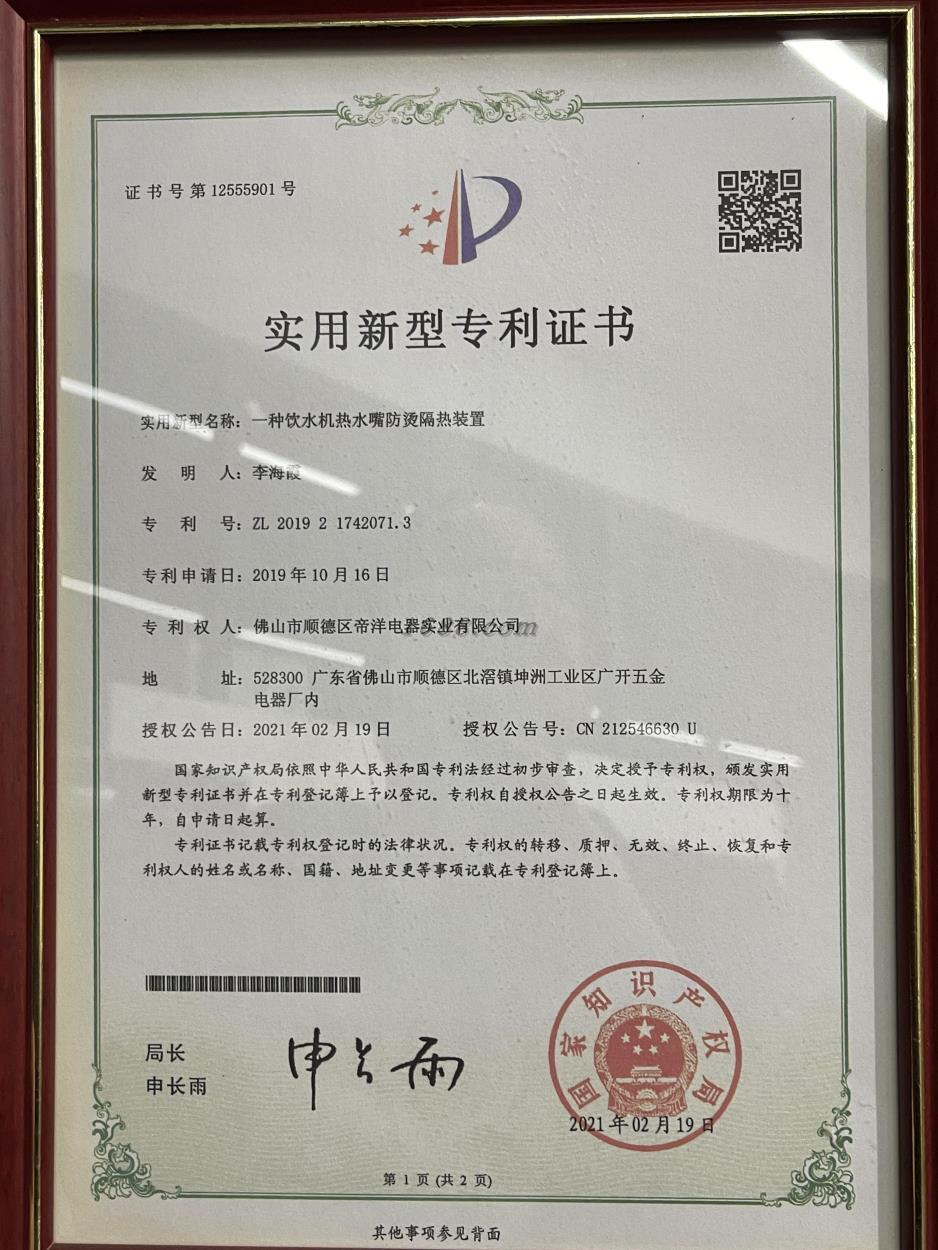 证书号第12555901号
实用新型专利证书
实用新型名称：一种饮水机热水嘴防烫隔热装置
发明人：李海霞
专利号：ZL 2019 2 1742071.3
专利申请日：2019年10月16日
专利权人：佛山市顺德区帝洋电器实业有限公司
地址：528300 广东省佛山市顺德区北滘镇坤洲工业区广开五金
电器厂内
授权公告日：2021年02月19日 授权公告号：CN 212546630 U
国家知识产权局依照中华人民共和国专利法经过初步审查，决定授予专利权，颁发实用
新型专利证书并在专利登记簿上予以登记。专利权自授权公告之日起生效。专利权期限为十
年，自申请日起算。
专利证书记载专利权登记时的法律状况。专利权的转移、质押、无效、终止、恢复和专
利权人的姓名或名称、国籍、地址变更等事项记载在专利登记簿上。
局长
申长雨
申长雨
国家知识产权局
2021年02月19日
第 1 页 (共 2 页)
其他事项参见背面